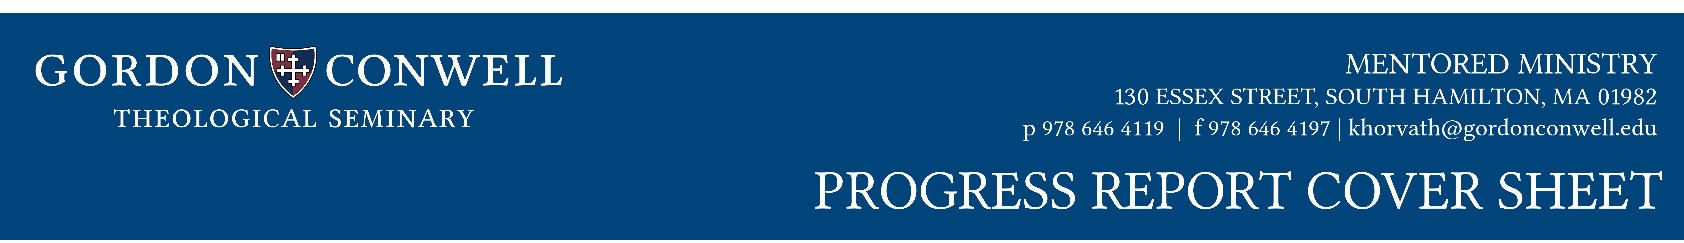 GORDON CONWELL
THEOLOGICAL SEMINARY
MENTORED MINISTRY
130 ESSEX STREET, SOUTH HAMILTON, MA 01982
p 978 646 4119 | f 978 646 4197 | khorvath@gordonconwell.edu
PROGRESS REPORT COVER SHEET